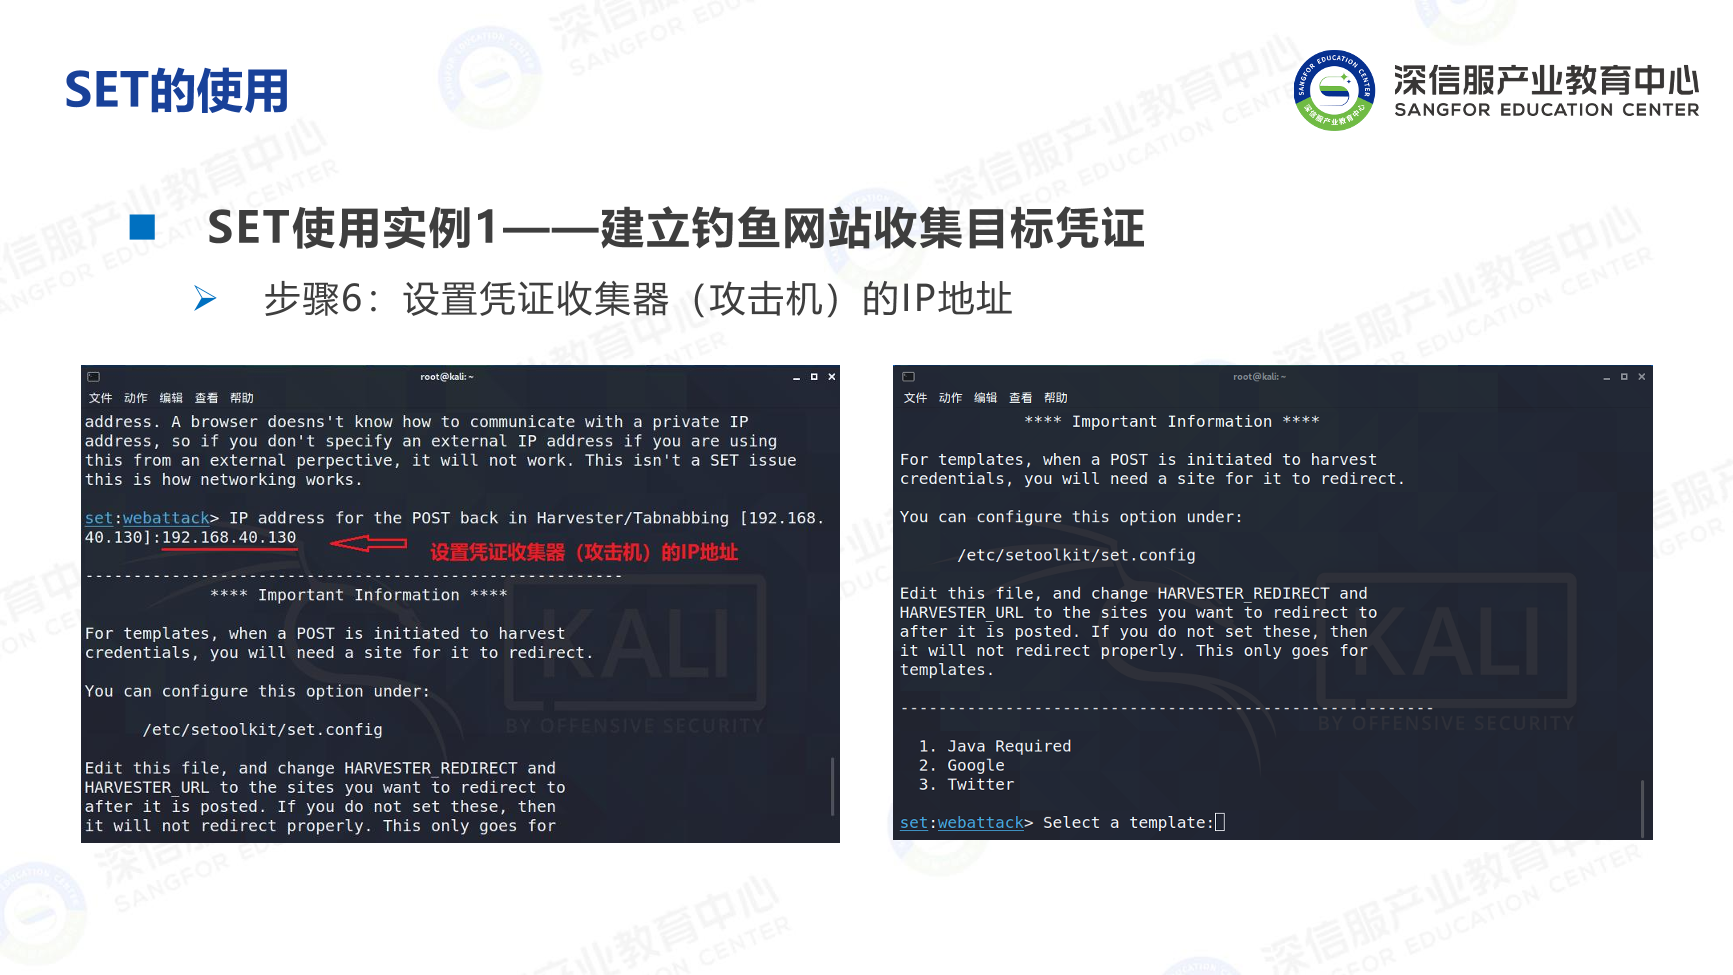 SET的使用
深信服产业教育中心
SANGFOR EDUCATION CENTER
SET使用实例1——建立钓鱼网站收集目标凭证
步骤6：设置凭证收集器（攻击机）的IP地址
root@kali: ~
文件 动作 编辑 查看 帮助
address. A browser doesns't know how to communicate with a private IP
address, so if you don't specify an external IP address if you are using
this from an external perpective, it will not work. This isn't a SET issue
this is how networking works.
set:webattack> IP address for the POST back in Harvester/Tabnabbing [192.168.
40.130]:192.168.40.130
设置凭证收集器（攻击机）的IP地址
--------------------------------------------------------
**** Important Information ****
For templates, when a POST is initiated to harvest
credentials, you will need a site for it to redirect.
You can configure this option under:
/etc/setoolkit/set.config
Edit this file, and change HARVESTER_REDIRECT and
HARVESTER_URL to the sites you want to redirect to
after it is posted. If you do not set these, then
it will not redirect properly. This only goes for
KALI
BY OFFENSIVE SECURITY
root@kali: ~
文件 动作 编辑 查看 帮助
**** Important Information ****
For templates, when a POST is initiated to harvest
credentials, you will need a site for it to redirect.
You can configure this option under:
/etc/setoolkit/set.config
Edit this file, and change HARVESTER_REDIRECT and
HARVESTER_URL to the sites you want to redirect to
after it is posted. If you do not set these, then
it will not redirect properly. This only goes for
templates.
--------------------------------------------------------
1. Java Required
2. Google
3. Twitter
set:webattack> Select a template:
KALI
BY OFFENSIVE SECURITY